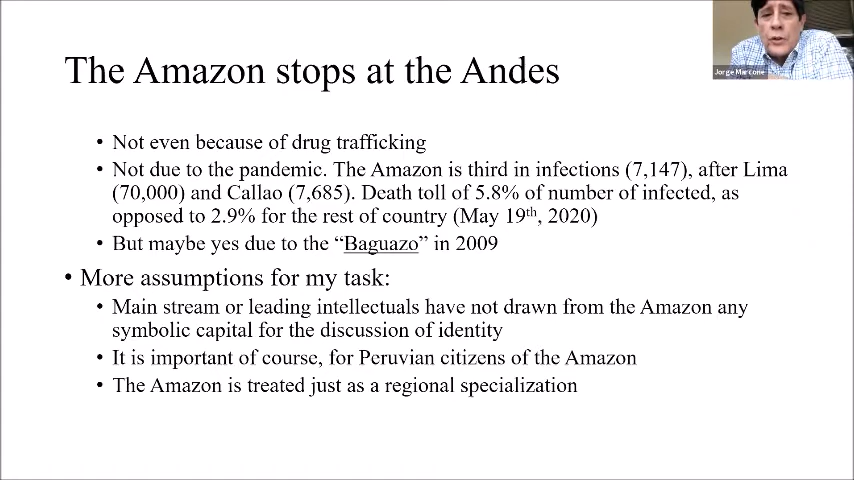 Jorge Marcone
The Amazon stops at the Andes
• Not even because of drug trafficking
• Not due to the pandemic. The Amazon is third in infections (7,147), after Lima
(70,000) and Callao (7,685). Death toll of 5.8% of number of infected, as
opposed to 2.9% for the rest of country (May 19th, 2020)
• But maybe yes due to the “Baguazo” in 2009
• More assumptions for my task:
• Main stream or leading intellectuals have not drawn from the Amazon any
symbolic capital for the discussion of identity
• It is important of course, for Peruvian citizens of the Amazon
• The Amazon is treated just as a regional specialization